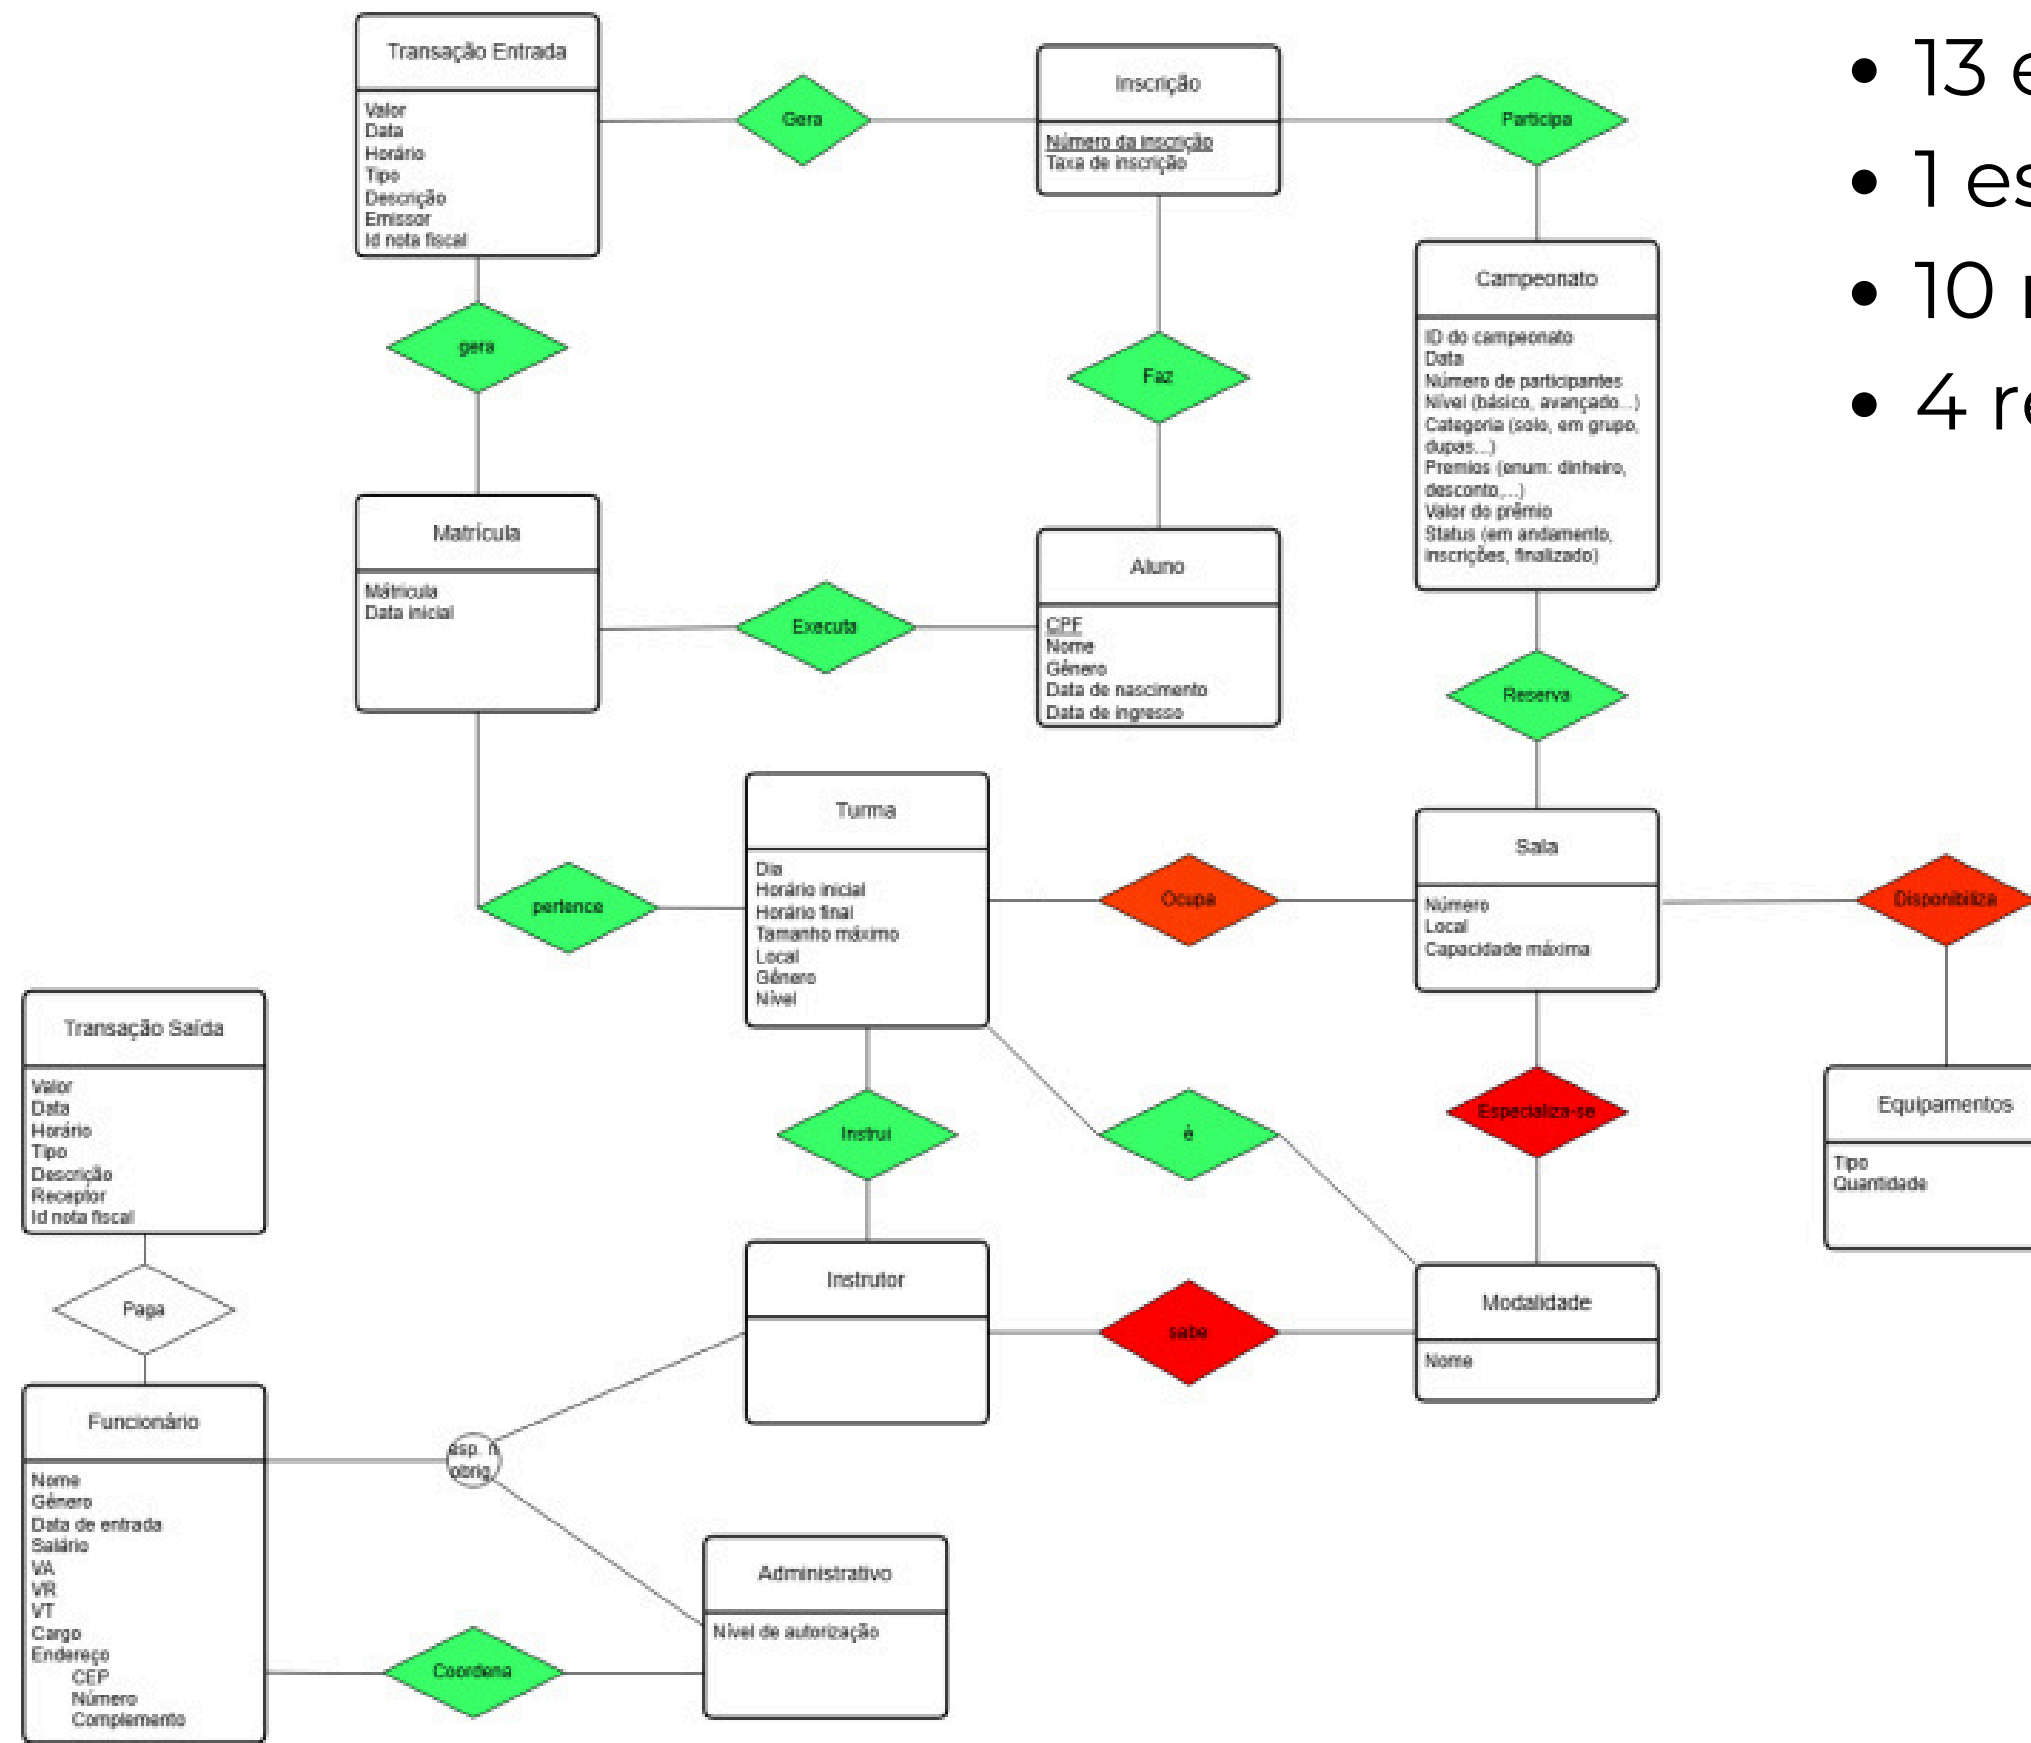 Transação Entrada
Valor
Data
Horário
Tipo
Descrição
Emissor
Id nota fiscal
Gera
Inscrição
Número da inscrição
Taxa de inscrição
Participa
• 13 e
• 1 es
• 10 r
• 4 re
gera
Faz
Campeonato
ID do campeonato
Data
Número de participantes
Nível (básico, avançado...)
Categoria (solo, em grupo,
dupas...)
Premios (enum: dinheiro,
desconto,...)
Valor do prêmio
Status (em andamento,
inscrições, finalizado)
Matrícula
Mátricula
Data inicial
Executa
Aluno
CPF
Nome
Gênero
Data de nascimento
Data de ingresso
Reserva
Turma
Dia
Horário inicial
Horário final
Tamanho máximo
Local
Gênero
Nível
pertence
Ocupa
Sala
Número
Local
Capacidade máxima
Disponibiliza
Transação Saída
Valor
Data
Horário
Tipo
Descrição
Receptor
Id nota fiscal
Instrui
é
Especializa-se
Equipamentos
Tipo
Quantidade
Paga
Instrutor
sabe
Modalidade
Nome
Funcionário
Nome
Gênero
Data de entrada
Salário
VA
VR
VT
Cargo
Endereço
CEP
Número
Complemento
esp. n
obrig
Administrativo
Nível de autorização
Coordena